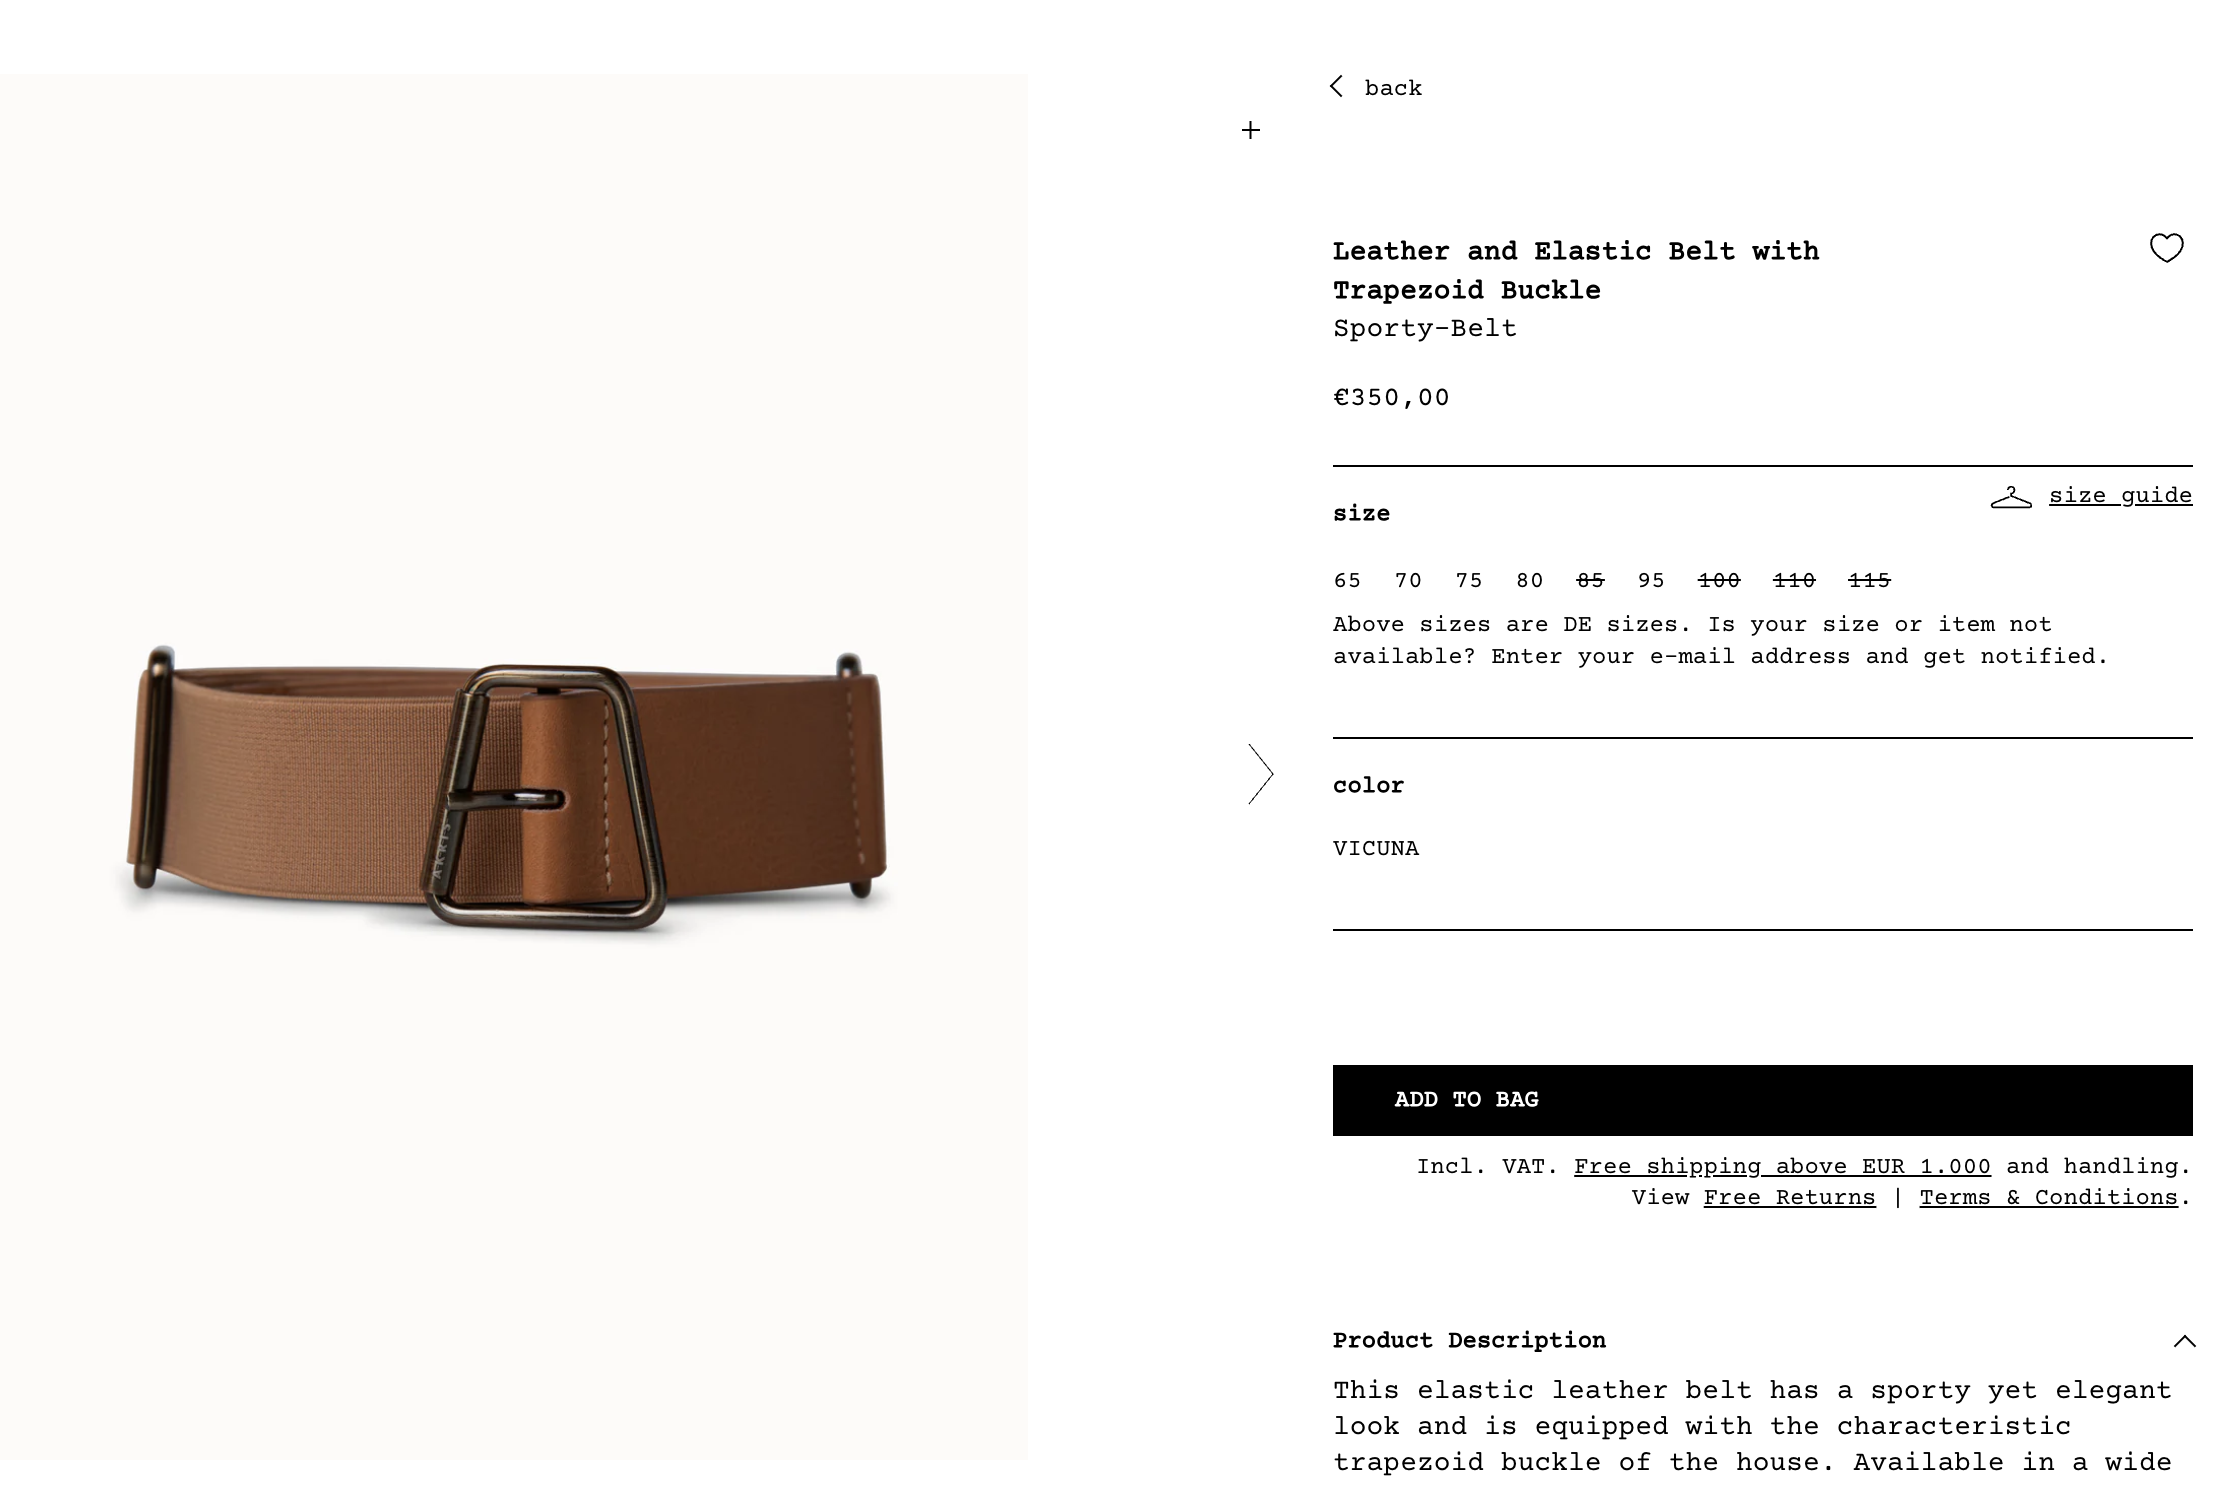 back
Leather and Elastic Belt with
Trapezoid Buckle
Sporty-Belt
€350,00
size guide
size
65 70 75 80 85 95 100 110 115
Above sizes are DE sizes. Is your size or item not
available? Enter your e-mail address and get notified.
color
VICUNA
AKRIS
ADD TO BAG
Incl. VAT. Free shipping above EUR 1.000 and handling.
View Free Returns | Terms & Conditions.
Product Description
This elastic leather belt has a sporty yet elegant
look and is equipped with the characteristic
trapezoid buckle of the house. Available in a wide